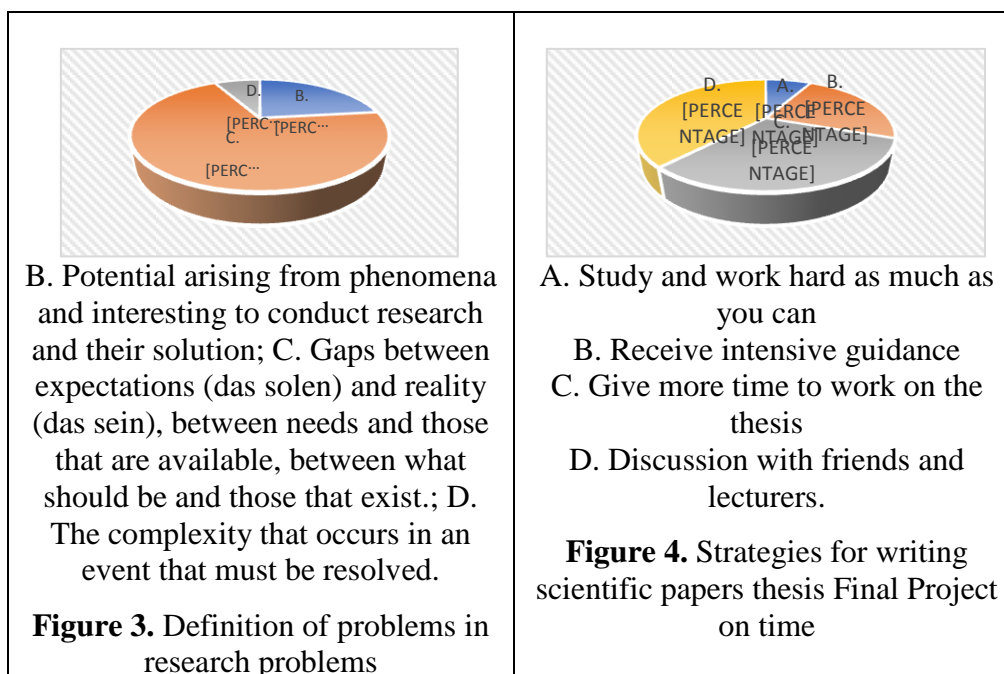 D.
B.
[PERC…
[PERC…
C.
[PERC…
B. Potential arising from phenomena
and interesting to conduct research
and their solution; C. Gaps between
expectations (das solen) and reality
(das sein), between needs and those
that are available, between what
should be and those that exist.; D.
The complexity that occurs in an
event that must be resolved.
Figure 3. Definition of problems in
research problems
D.
[PERCE
NTAGE]
A.
[PERCE
NTAGE]
B.
[PERCE
NTAGE]
C.
[PERCE
NTAGE]
A. Study and work hard as much as
you can
B. Receive intensive guidance
C. Give more time to work on the
thesis
D. Discussion with friends and
lecturers.
Figure 4. Strategies for writing
scientific papers thesis Final Project
on time